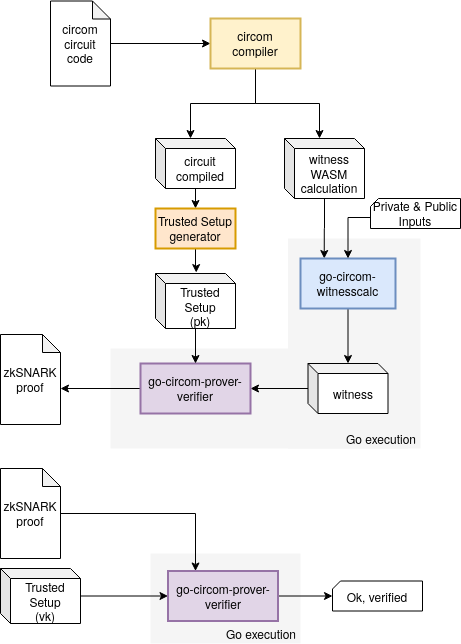 circom
circuit
code
circom
compiler
circuit
compiled
witness
WASM
calculation
Private & Public
Inputs
Trusted Setup
generator
go-circom-
witnesscalc
Trusted
Setup
(pk)
zkSNARK
proof
go-circom-prover-
verifier
witness
Go execution
zkSNARK
proof
Trusted
Setup
(vk)
go-circom-prover-
verifier
Ok, verified
Go execution